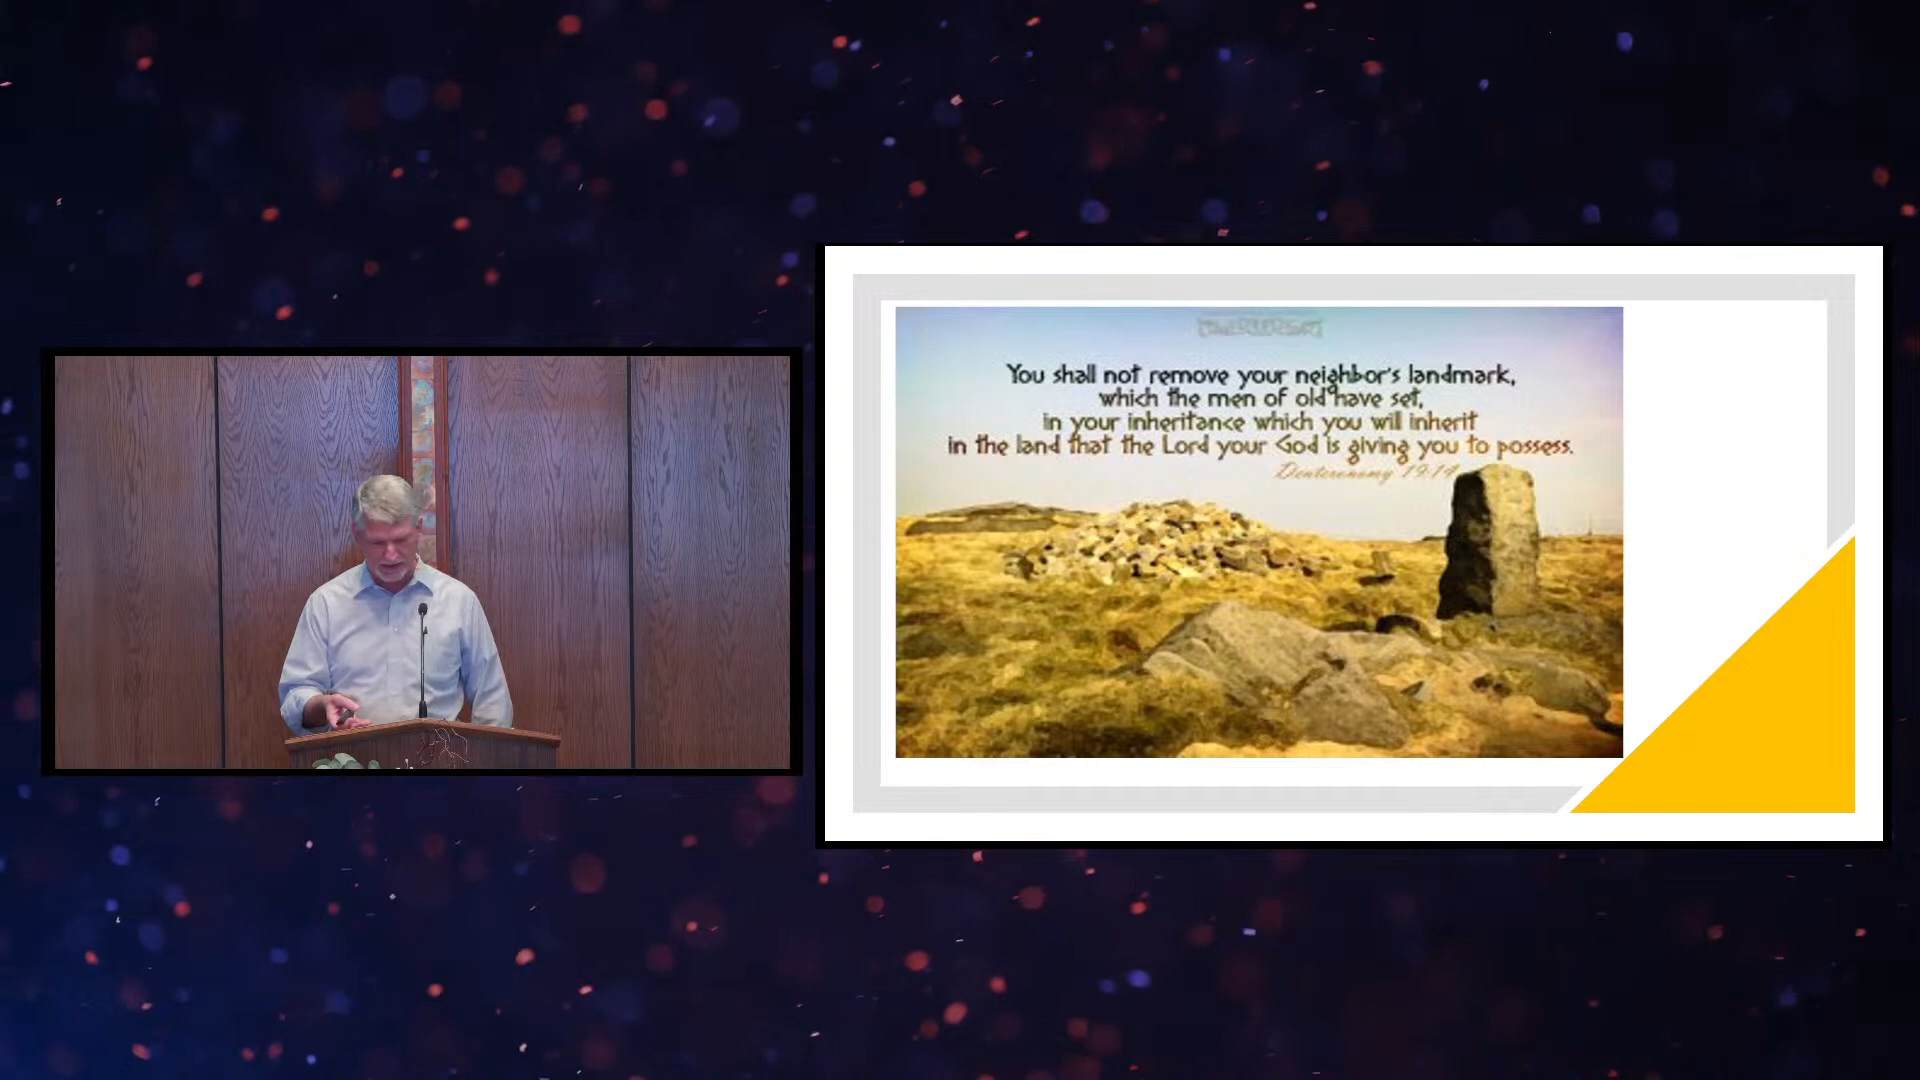 You shall not remove your neighbor's landmark,
which the men of old have set,
in your inheritance which you will inherit
in the land that the Lord your God is giving you to possess.
Deuteronomy 19:14